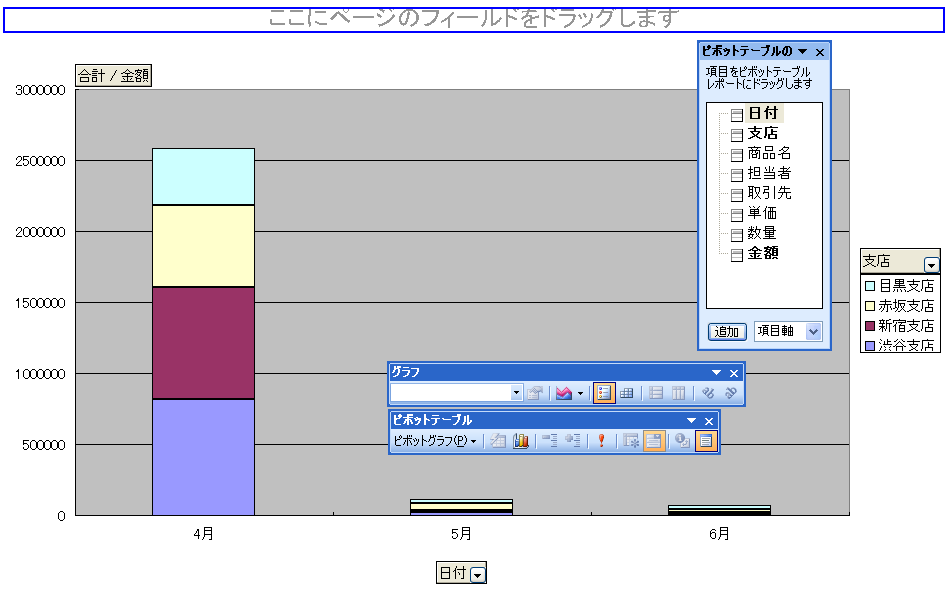 ここにページのフィールドをドラッグします
合計 / 金額
3000000
2500000
2000000
1500000
1000000
500000
0
4月
5月
6月
日付
ピボットテーブルの
項目をピボットテーブル
レポートにドラッグします
日付
支店
商品名
担当者
取引先
単価
数量
金額
追加
項目軸
支店
目黒支店
赤坂支店
新宿支店
渋谷支店
グラフ
ピボットテーブル
ピボットグラフ(P)